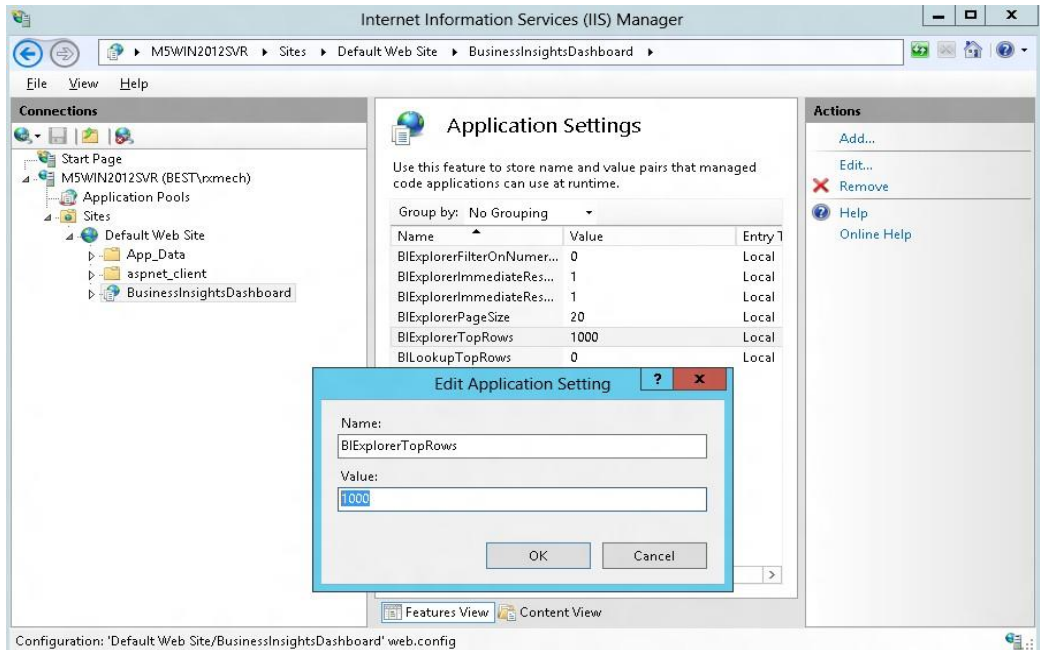 Internet Information Services (IIS) Manager
M5WIN2012SVR Sites Default Web Site BusinessInsightsDashboard
File View Help
Connections
Start Page
M5WIN2012SVR (BEST\rxmech)
Application Pools
Sites
Default Web Site
App_Data
aspnet_client
BusinessInsightsDashboard
Application Settings
Use this feature to store name and value pairs that managed
code applications can use at runtime.
Group by: No Grouping
Name Value Entry T
BIExplorerFilterOnNumer... 0 Local
BIExplorerImmediateRes... 1 Local
BIExplorerImmediateRes... 1 Local
BIExplorerPageSize 20 Local
BIExplorerTopRows 1000 Local
BILookupTopRows 0 Local
Edit Application Setting ? x
Name:
BIExplorerTopRows
Value:
1000
OK Cancel
Features View Content View
Actions
Add...
Edit...
Remove
Help
Online Help
Configuration: 'Default Web Site/BusinessInsightsDashboard' web.config